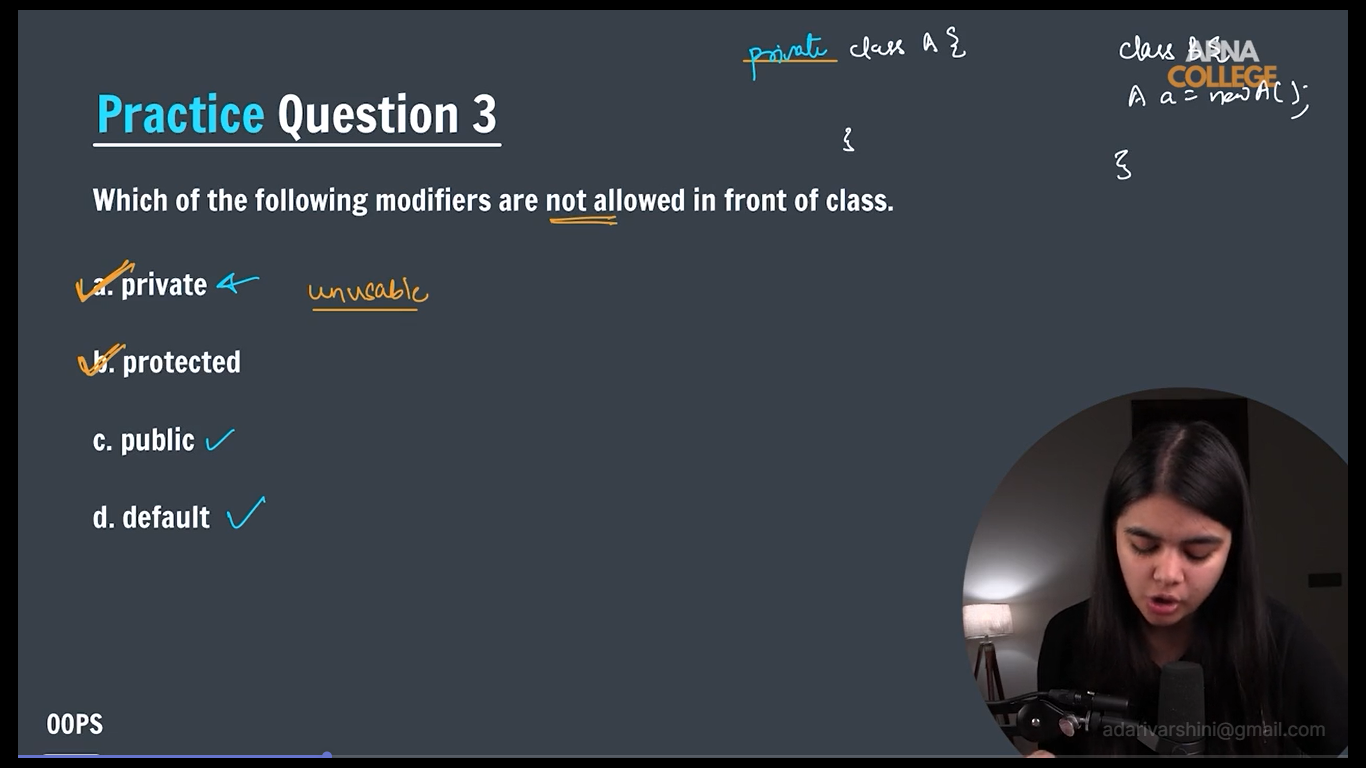 private class A {
}
class B {
A a = new A();
}
APNA
COLLEGE
Practice Question 3
Which of the following modifiers are not allowed in front of class.
a. private
unusable
b. protected
c. public
d. default
OOPS
adarivarshini@gmail.com